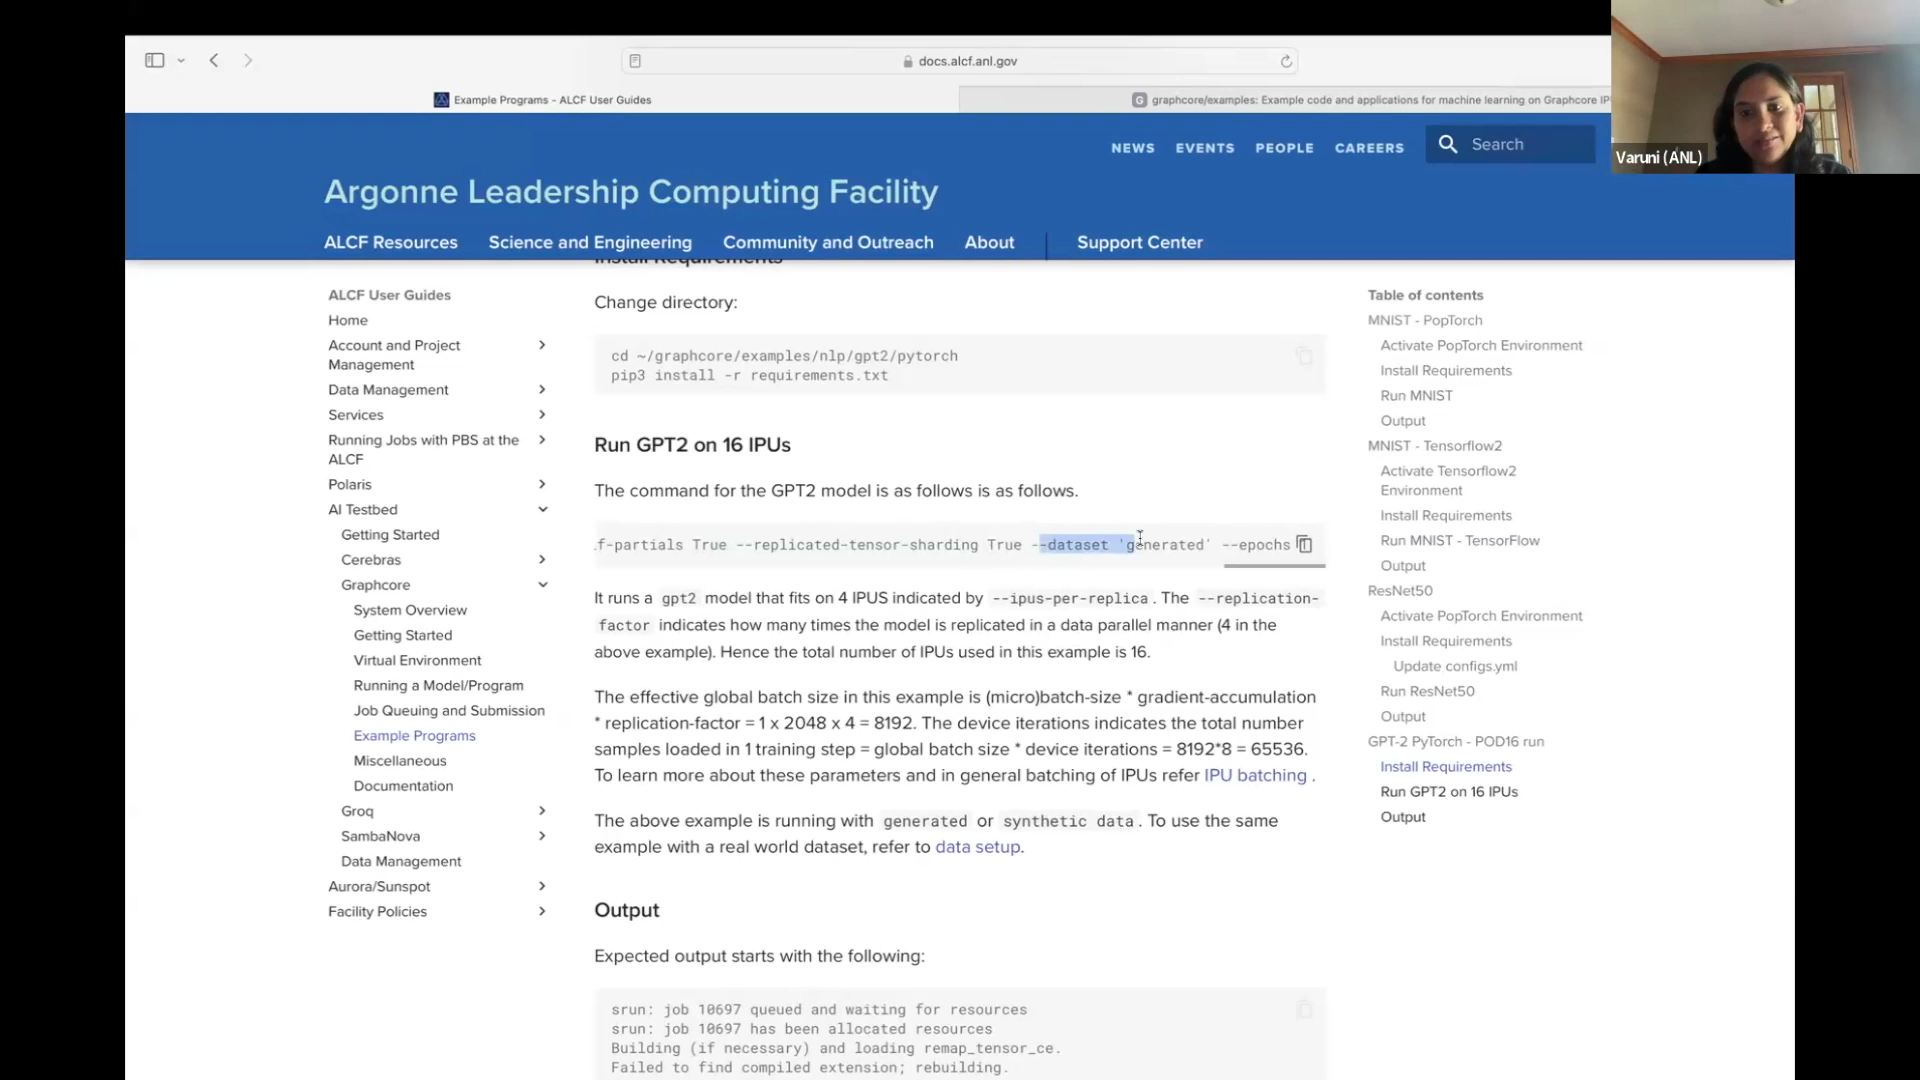 docs.alcf.anl.gov
Example Programs - ALCF User Guides
graphcore/examples: Example code and applications for machine learning on Graphcore IP
Varuni (ANL)
NEWS EVENTS PEOPLE CAREERS
Search
Argonne Leadership Computing Facility
ALCF Resources Science and Engineering Community and Outreach About Support Center
ALCF User Guides
Home
Account and Project
Management
Data Management
Services
Running Jobs with PBS at the
ALCF
Polaris
AI Testbed
Getting Started
Cerebras
Graphcore
System Overview
Getting Started
Virtual Environment
Running a Model/Program
Job Queuing and Submission
Example Programs
Miscellaneous
Documentation
Groq
SambaNova
Data Management
Aurora/Sunspot
Facility Policies
Install Requirements
Change directory:
cd ~/graphcore/examples/nlp/gpt2/pytorch
pip3 install -r requirements.txt
Run GPT2 on 16 IPUs
The command for the GPT2 model is as follows is as follows.
f-partials True --replicated-tensor-sharding True --dataset 'generated' --epochs
It runs a gpt2 model that fits on 4 IPUS indicated by --ipus-per-replica. The --replication-
factor indicates how many times the model is replicated in a data parallel manner (4 in the
above example). Hence the total number of IPUs used in this example is 16.
The effective global batch size in this example is (micro)batch-size * gradient-accumulation
* replication-factor = 1 x 2048 x 4 = 8192. The device iterations indicates the total number
samples loaded in 1 training step = global batch size * device iterations = 8192*8 = 65536.
To learn more about these parameters and in general batching of IPUs refer IPU batching .
The above example is running with generated or synthetic data. To use the same
example with a real world dataset, refer to data setup.
Output
Expected output starts with the following:
srun: job 10697 queued and waiting for resources
srun: job 10697 has been allocated resources
Building (if necessary) and loading remap_tensor_ce.
Failed to find compiled extension; rebuilding.
Table of contents
MNIST - PopTorch
Activate PopTorch Environment
Install Requirements
Run MNIST
Output
MNIST - Tensorflow2
Activate Tensorflow2
Environment
Install Requirements
Run MNIST - TensorFlow
Output
ResNet50
Activate PopTorch Environment
Install Requirements
Update configs.yml
Run ResNet50
Output
GPT-2 PyTorch - POD16 run
Install Requirements
Run GPT2 on 16 IPUs
Output